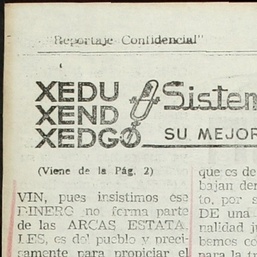 "Reportaje Confidencial"
XEDU
XEND
XEDGO
Sistem
SU MEJOR
(Viene de la Pág. 2)
VIN, pues insistimos ese
DINERO no forma parte
de las ARCAS ESTATA-
LES, es del pueblo y preci-
samente para propiciar el
que es de
bajan der
to, por s
DE una
nalidad j
bemos co
para la tr